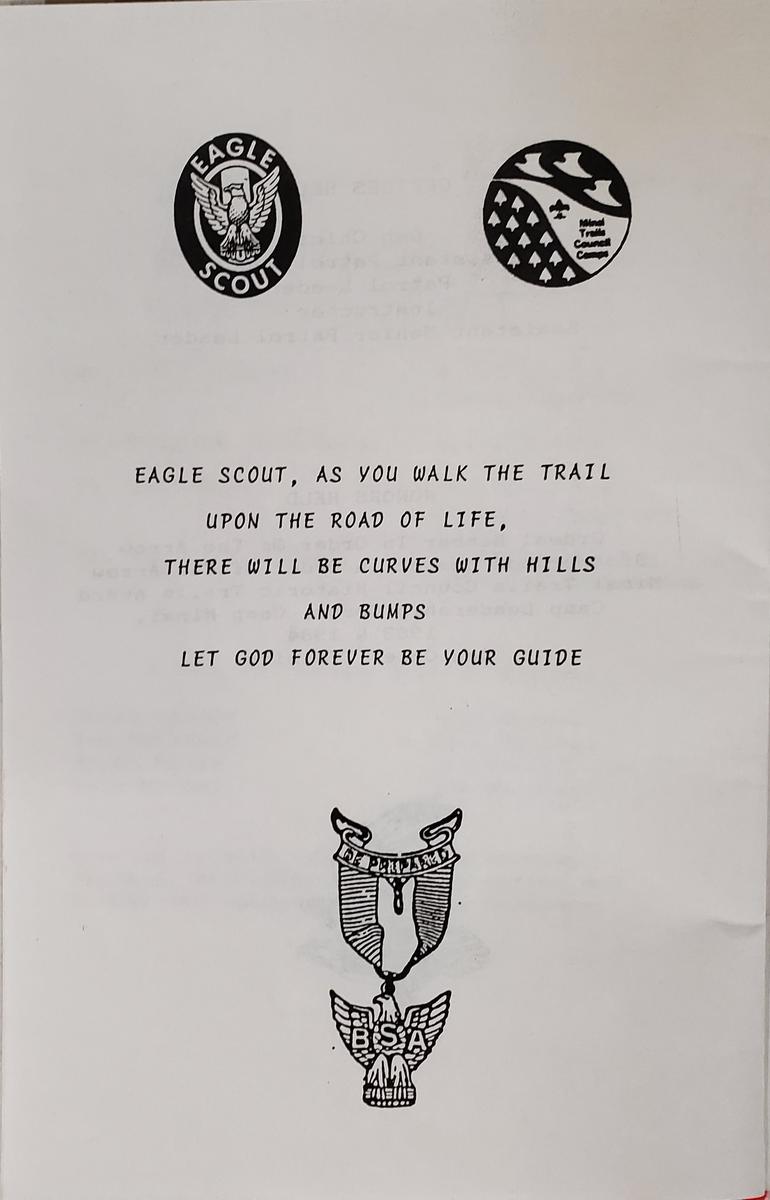 EAGLE
SCOUT
Minsi
Trails
Council
Camps
EAGLE SCOUT, AS YOU WALK THE TRAIL
UPON THE ROAD OF LIFE,
THERE WILL BE CURVES WITH HILLS
AND BUMPS
LET GOD FOREVER BE YOUR GUIDE
BE PREPARED
BSA